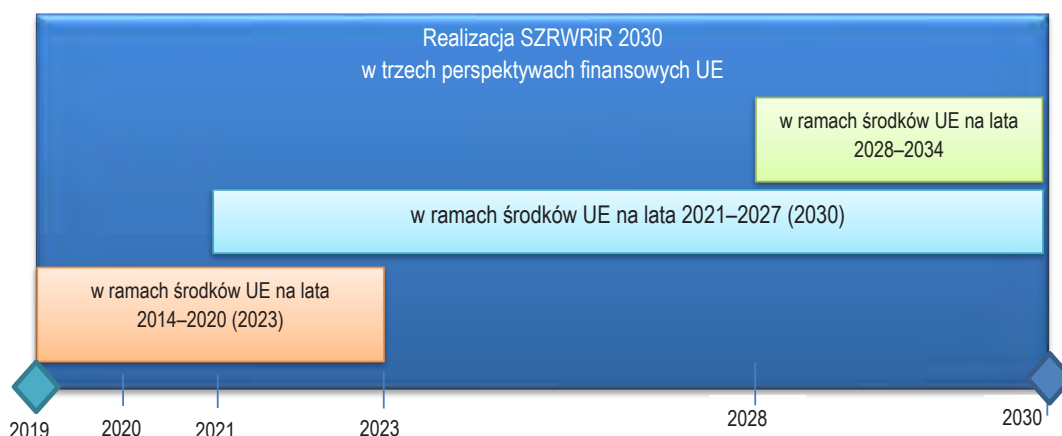 Realizacja SZRWRiR 2030
w trzech perspektywach finansowych UE
w ramach środków UE na lata
2028–2034
w ramach środków UE na lata 2021–2027 (2030)
w ramach środków UE na lata
2014–2020 (2023)
2019 2020 2021 2023 2028 2030